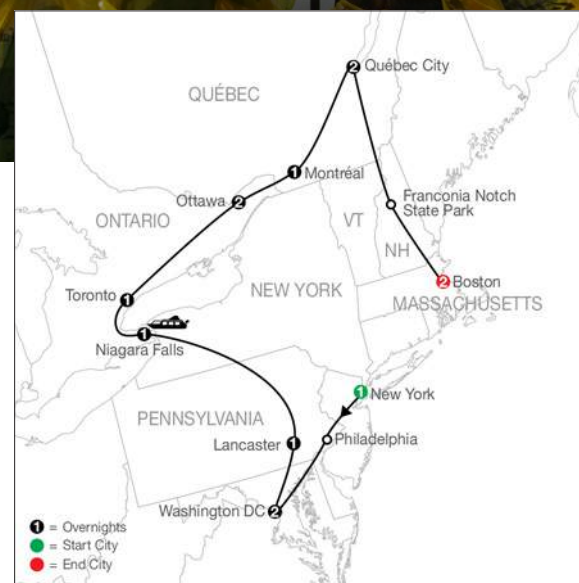 2 Québec City
QUÉBEC
1 Montréal
Ottawa 2
Franconia Notch
State Park
ONTARIO
VT
NH
2 Boston
Toronto 1
NEW YORK
MASSACHUSETTS
1
Niagara Falls
1 New York
PENNSYLVANIA
Lancaster 1
Philadelphia
Washington DC 2
1 = Overnights
= Start City
= End City